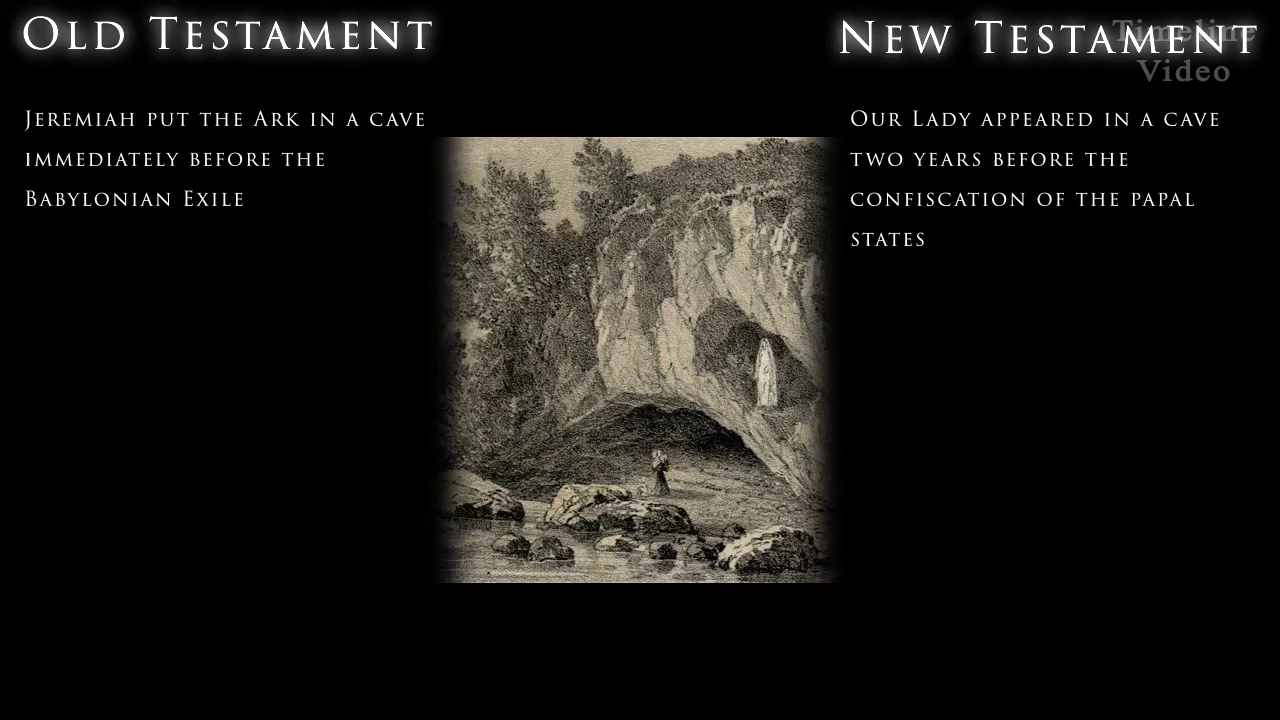 Old Testament
Jeremiah put the Ark in a cave
immediately before the
Babylonian Exile
New Testament
Timeline
Video
Our Lady appeared in a cave
two years before the
confiscation of the papal
states